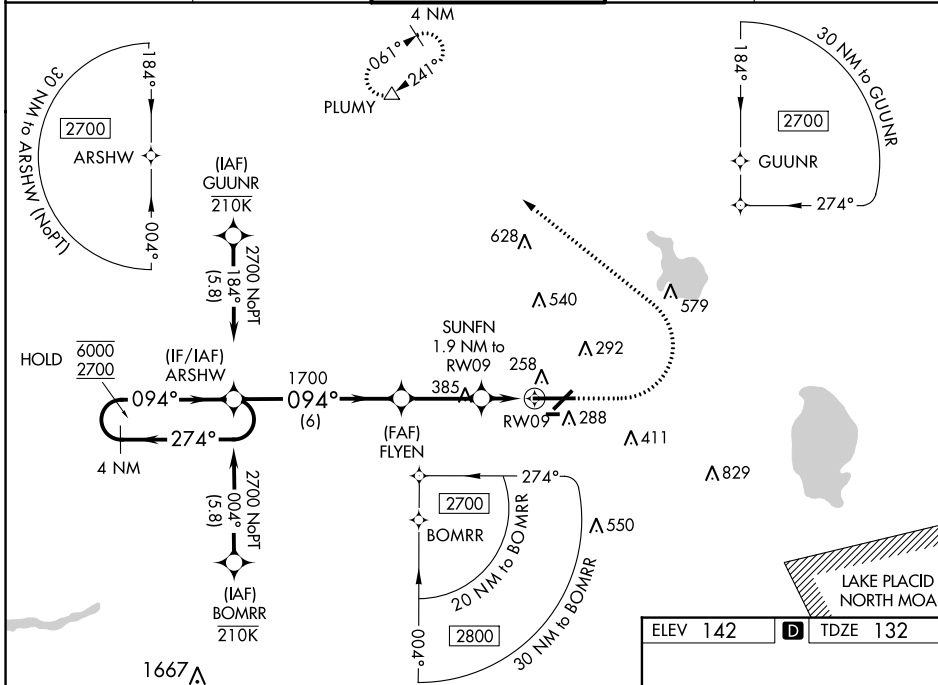 4 NM
061°
241°
PLUMY
30 NM to ARSHW (NoPT)
184°
2700
ARSHW
004°
184°
30 NM to GUUNR
2700
GUUNR
274°
(IAF)
GUUNR
210K
2700 NoPT
184°
(5.8)
628
540
579
292
SUNFN
1.9 NM to
RW09
258
385
HOLD
6000
2700
(IF/IAF)
ARSHW
094°
1700
094°
(6)
RW09
288
274°
4 NM
(FAF)
FLYEN
411
829
2700 NoPT
004°
(5.8)
274°
2700
BOMRR
20 NM to BOMRR
550
(IAF)
BOMRR
210K
004°
2800
30 NM to BOMRR
LAKE PLACID
NORTH MOA
1667
ELEV 142 D TDZE 132